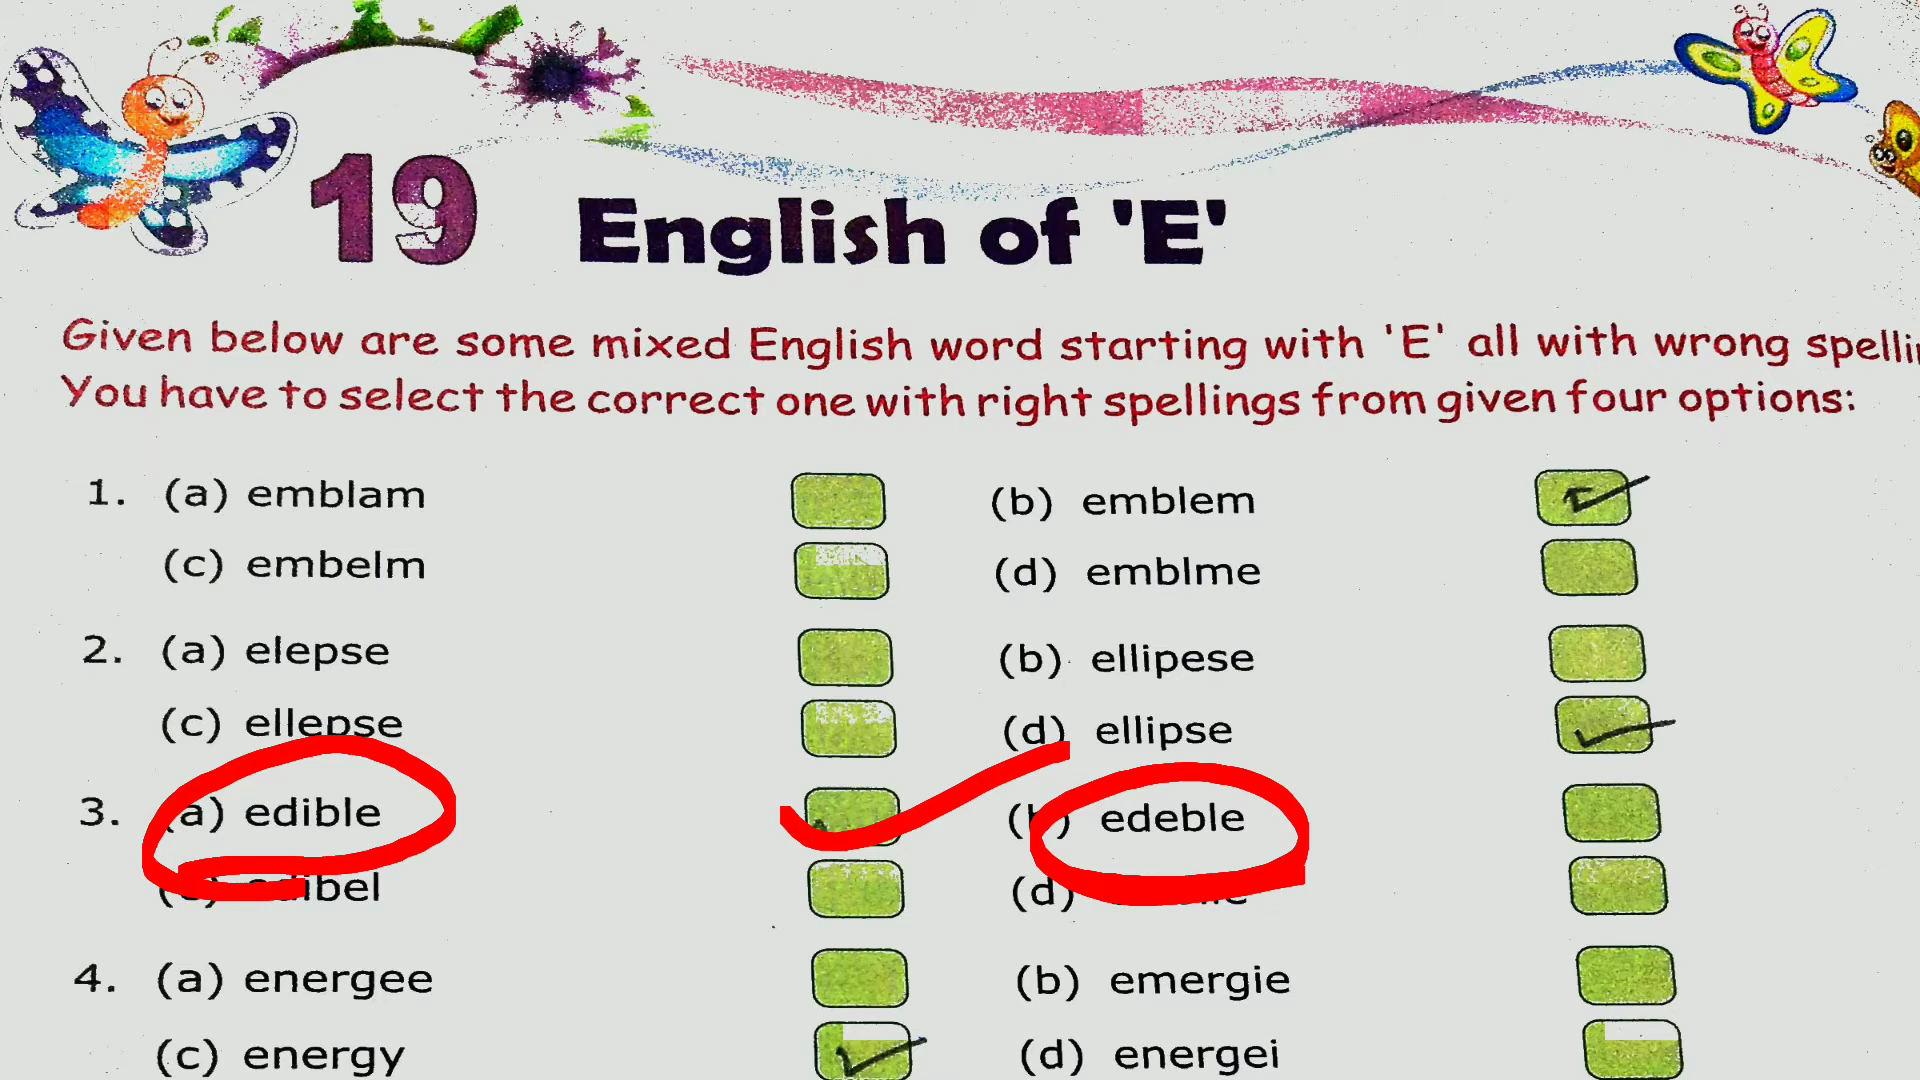 19 English of 'E'
Given below are some mixed English word starting with 'E' all with wrong
You have to select the correct one with right spellings from given four options:
1. (a) emblam (b) emblem
(c) embelm (d) emblme
2. (a) elepse (b) ellipese
(c) ellepse (d) ellipse
3. (a) edible (b) edeble
(d)
4. (a) energee (b) emergie
(c) energy (d) energei